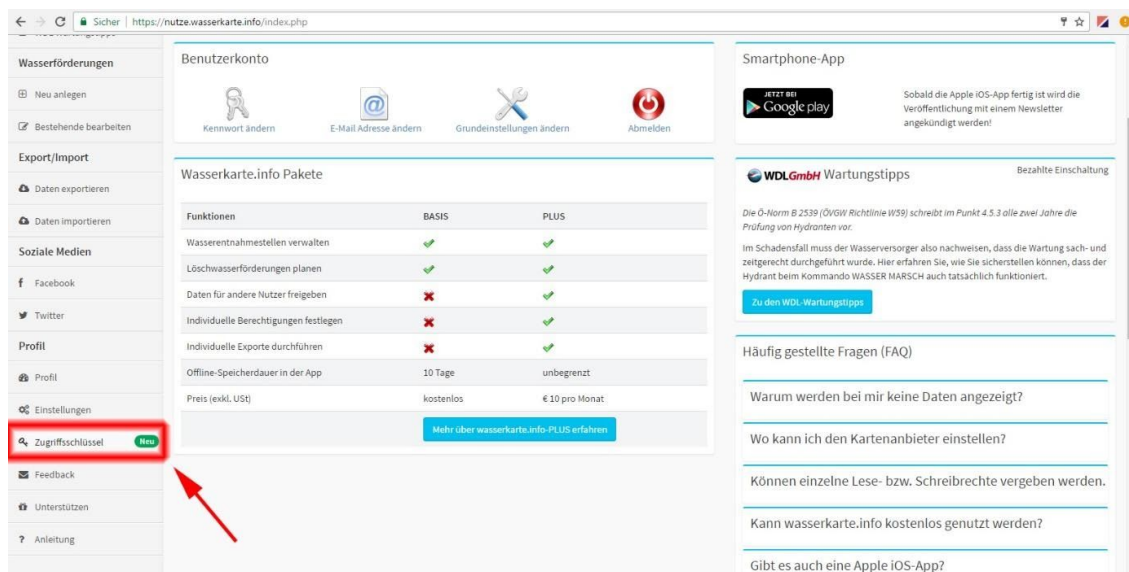 Sicher | https://nutze.wasserkarte.info/index.php
Wasserförderungen
Neu anlegen
Bestehende bearbeiten
Export/Import
Daten exportieren
Daten importieren
Soziale Medien
Facebook
Twitter
Profil
Profil
Einstellungen
Zugriffsschlüssel Neu
Feedback
Unterstützen
? Anleitung
Benutzerkonto
Kennwort ändern
E-Mail Adresse ändern
Grundeinstellungen ändern
Abmelden
Wasserkarte.info Pakete
Funktionen BASIS PLUS
Wasserentnahmestellen verwalten
Löschwasserförderungen planen
Daten für andere Nutzer freigeben
Individuelle Berechtigungen festlegen
Individuelle Exporte durchführen
Offline-Speicherdauer in der App 10 Tage unbegrenzt
Preis (exkl. USt) kostenlos € 10 pro Monat
Mehr über wasserkarte.info-PLUS erfahren
Smartphone-App
JETZT BEI
Google play
Sobald die Apple iOS-App fertig ist wird die
Veröffentlichung mit einem Newsletter
angekündigt werden!
WDL GmbH Wartungstipps
Bezahlte Einschaltung
Die Ö-Norm B 2539 (ÖVGW Richtlinie W59) schreibt im Punkt 4.5.3 alle zwei Jahre die
Prüfung von Hydranten vor.
Im Schadensfall muss der Wasserversorger also nachweisen, dass die Wartung sach- und
zeitgerecht durchgeführt wurde. Hier erfahren Sie, wie Sie sicherstellen können, dass der
Hydrant beim Kommando WASSER MARSCH auch tatsächlich funktioniert.
Zu den WDL-Wartungstipps
Häufig gestellte Fragen (FAQ)
Warum werden bei mir keine Daten angezeigt?
Wo kann ich den Kartenanbieter einstellen?
Können einzelne Lese- bzw. Schreibrechte vergeben werden.
Kann wasserkarte.info kostenlos genutzt werden?
Gibt es auch eine Apple iOS-App?